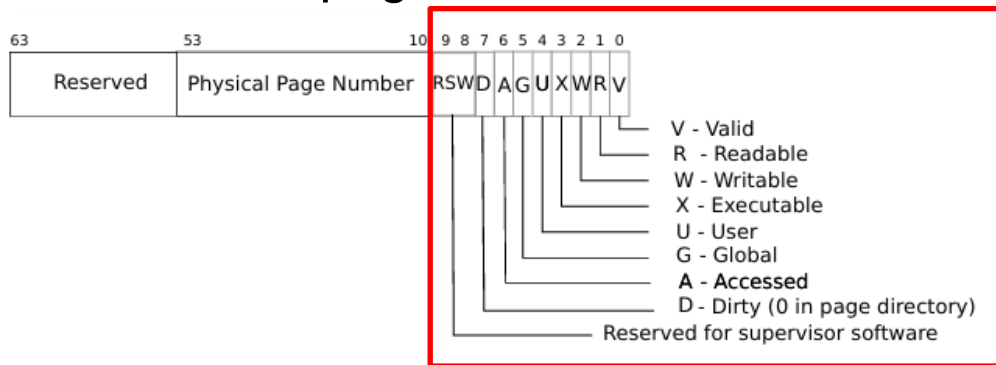 63 53 10 9 8 7 6 5 4 3 2 1 0
Reserved Physical Page Number RSW D A G U X W R V
V - Valid
R - Readable
W - Writable
X - Executable
U - User
G - Global
A - Accessed
D - Dirty (0 in page directory)
Reserved for supervisor software